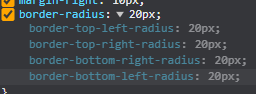 margin-right: 10px;
border-radius: 20px;
border-top-left-radius: 20px;
border-top-right-radius: 20px;
border-bottom-right-radius: 20px;
border-bottom-left-radius: 20px;
}